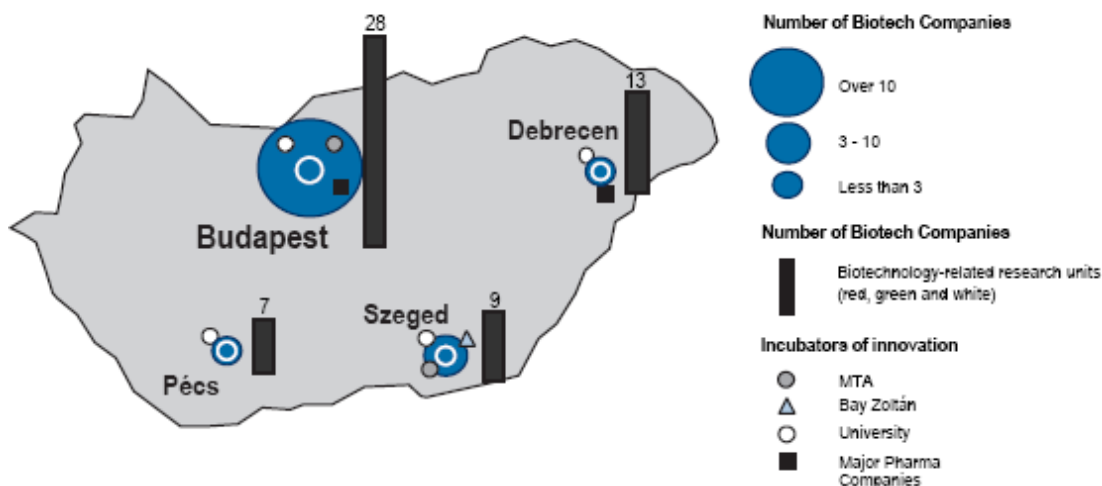 28
13
Debrecen
Budapest
7
Pécs
Szeged
9
Number of Biotech Companies
Over 10
3 - 10
Less than 3
Number of Biotech Companies
Biotechnology-related research units
(red, green and white)
Incubators of innovation
MTA
Bay Zoltán
University
Major Pharma
Companies